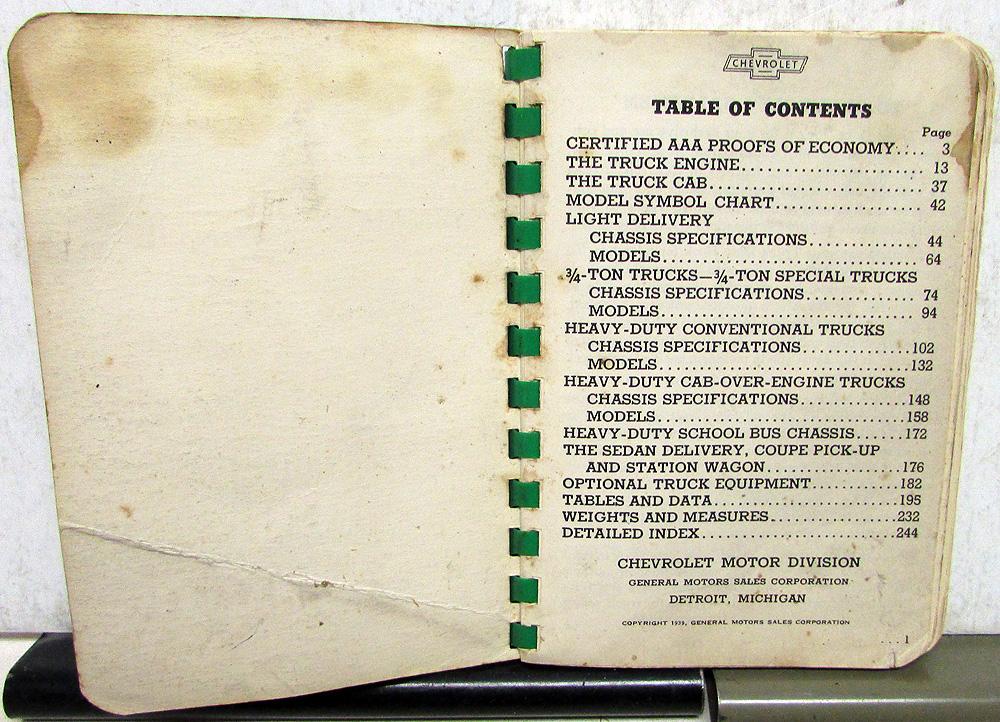 CHEVROLET
TABLE OF CONTENTS
Page
CERTIFIED AAA PROOFS OF ECONOMY.... 3
THE TRUCK ENGINE........................ 13
THE TRUCK CAB............................ 37
MODEL SYMBOL CHART................... 42
LIGHT DELIVERY
CHASSIS SPECIFICATIONS.............. 44
MODELS................................. 64
¾-TON TRUCKS—¾-TON SPECIAL TRUCKS
CHASSIS SPECIFICATIONS.............. 74
MODELS................................. 94
HEAVY-DUTY CONVENTIONAL TRUCKS
CHASSIS SPECIFICATIONS..............102
MODELS.................................132
HEAVY-DUTY CAB-OVER-ENGINE TRUCKS
CHASSIS SPECIFICATIONS..............148
MODELS.................................158
HEAVY-DUTY SCHOOL BUS CHASSIS......172
THE SEDAN DELIVERY, COUPE PICK-UP
AND STATION WAGON..................176
OPTIONAL TRUCK EQUIPMENT...........182
TABLES AND DATA........................195
WEIGHTS AND MEASURES................232
DETAILED INDEX.........................244
CHEVROLET MOTOR DIVISION
GENERAL MOTORS SALES CORPORATION
DETROIT, MICHIGAN
COPYRIGHT 1939, GENERAL MOTORS SALES CORPORATION
... 1